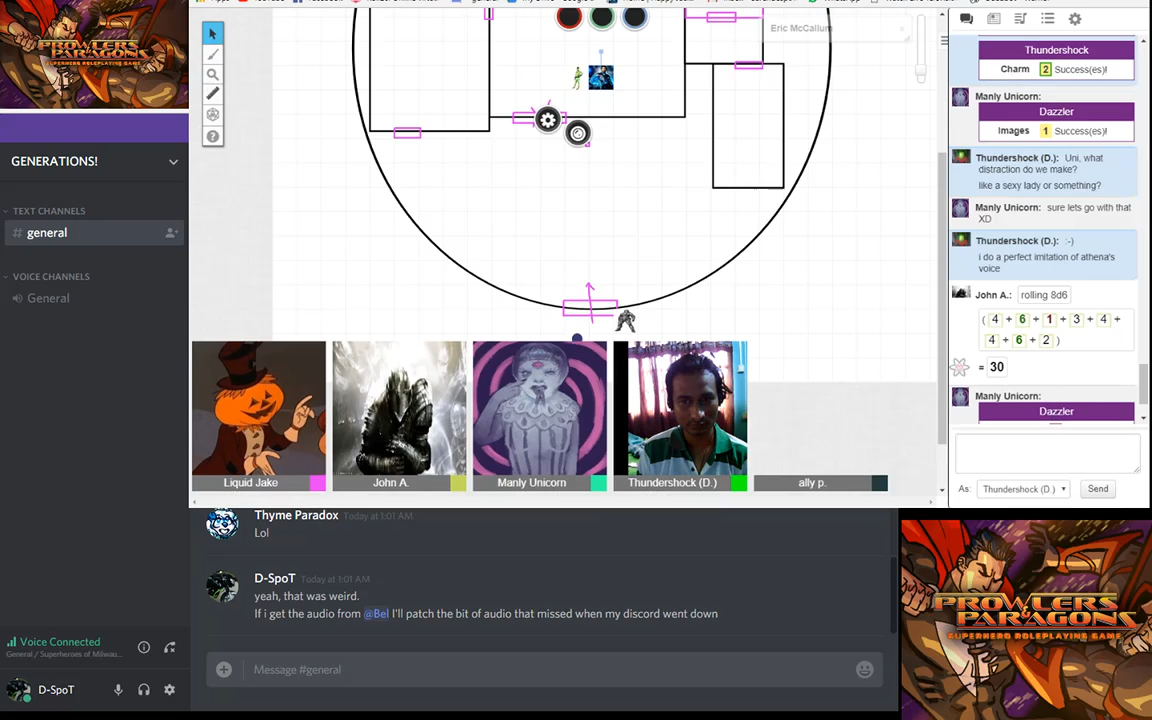 Eric McCallum
PROWLERS
& PARAGONS
SUPERHERO ROLEPLAYING GAME
GENERATIONS!
TEXT CHANNELS
# general
VOICE CHANNELS
General
Thundershock
Charm 2 Success(es)!
Manly Unicorn:
Dazzler
Images 1 Success(es)!
Thundershock (D.): Uni, what
distraction do we make?
like a sexy lady or something?
Manly Unicorn: sure lets go with that
XD
Thundershock (D.): :-)
i do a perfect imitation of athena's
voice
John A.: rolling 8d6
( 4 + 6 + 1 + 3 + 4 +
4 + 6 + 2 )
= 30
Manly Unicorn:
Dazzler
As: Thundershock (D.) Send
Liquid Jake
John A.
Manly Unicorn
Thundershock (D.)
ally p.
Thyme Paradox Today at 1:01 AM
Lol
D-SpoT Today at 1:01 AM
yeah, that was weird.
If i get the audio from @Bel I'll patch the bit of audio that missed when my discord went down
Message #general
Voice Connected
General / Superheroes of Milwau...
D-SpoT
PROWLERS
& PARAGONS
SUPERHERO ROLEPLAYING GAME